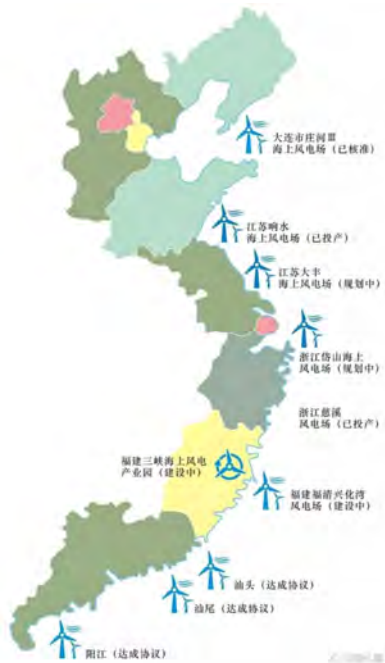 大连市庄河Ⅲ
海上风电场（已核准）
江苏响水
海上风电场（已投产）
江苏大丰
海上风电场（规划中）
浙江岱山海上
风电场（规划中）
浙江慈溪
风电场（已投产）
福建三峡海上风电
产业园（建设中）
福建福清兴化湾
风电场（建设中）
汕头（达成协议）
汕尾（达成协议）
阳江（达成协议）